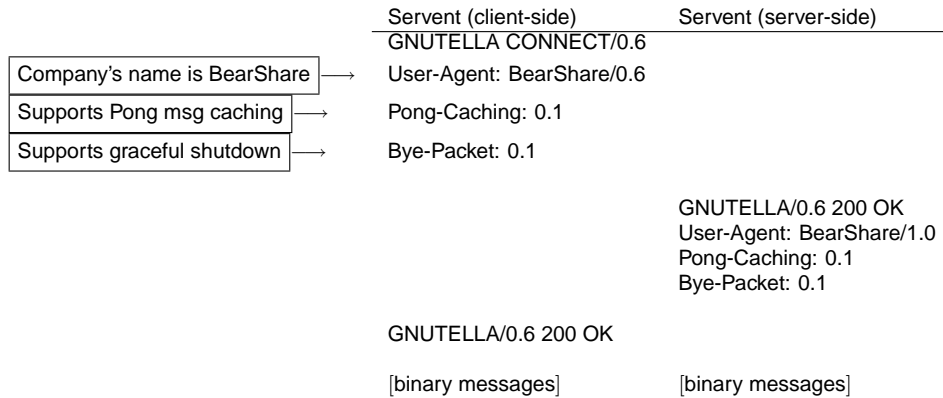 Servent (client-side) Servent (server-side)
GNUTELLA CONNECT/0.6
Company's name is BearShare → User-Agent: BearShare/0.6
Supports Pong msg caching → Pong-Caching: 0.1
Supports graceful shutdown → Bye-Packet: 0.1
GNUTELLA/0.6 200 OK
User-Agent: BearShare/1.0
Pong-Caching: 0.1
Bye-Packet: 0.1
GNUTELLA/0.6 200 OK
[binary messages] [binary messages]